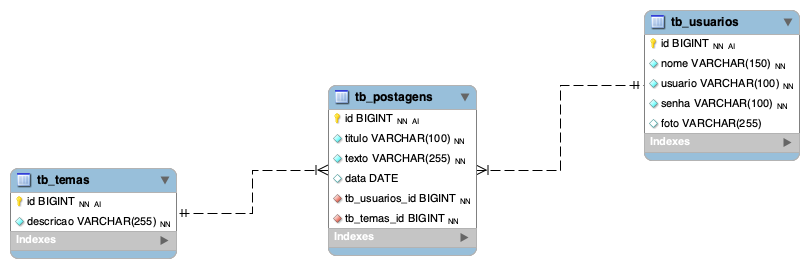 tb_usuarios
id BIGINT NN AI
nome VARCHAR(150) NN
usuario VARCHAR(100) NN
senha VARCHAR(100) NN
foto VARCHAR(255)
Indexes
tb_postagens
id BIGINT NN AI
titulo VARCHAR(100) NN
texto VARCHAR(255) NN
data DATE
tb_usuarios_id BIGINT NN
tb_temas_id BIGINT NN
Indexes
tb_temas
id BIGINT NN AI
descricao VARCHAR(255) NN
Indexes